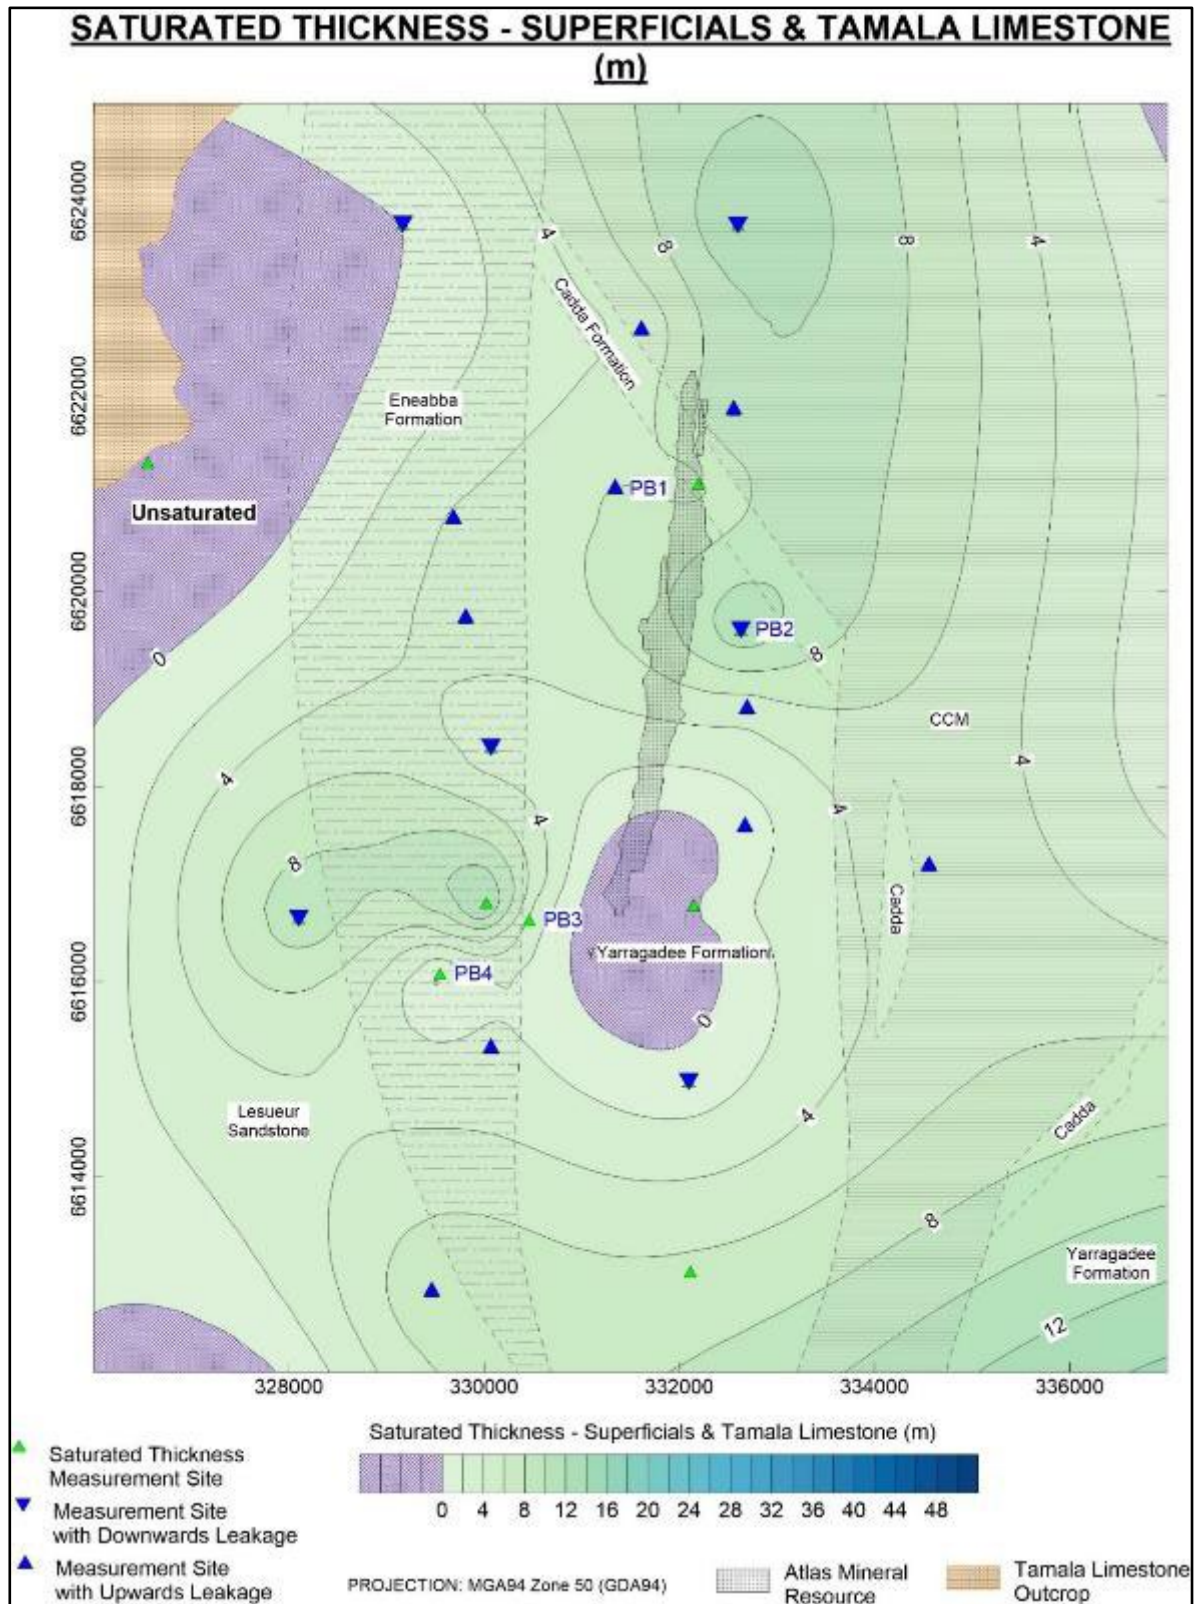 SATURATED THICKNESS - SUPERFICIALS & TAMALA LIMESTONE
(m)
6624000
4
8
8
4
Cadda Formation
6622000
Eneabba
Formation
PB1
Unsaturated
6620000
PB2
0
8
CCM
4
4
6618000
4
4
8
Cadda
PB3
Yarragadee Formation
PB4
6616000
0
Lesueur
Sandstone
4
Cadda
6614000
8
Yarragadee
Formation
12
328000 330000 332000 334000 336000
Saturated Thickness - Superficials & Tamala Limestone (m)
0 4 8 12 16 20 24 28 32 36 40 44 48
Saturated Thickness
Measurement Site
Measurement Site
with Downwards Leakage
Measurement Site
with Upwards Leakage
PROJECTION: MGA94 Zone 50 (GDA94)
Atlas Mineral
Resource
Tamala Limestone
Outcrop